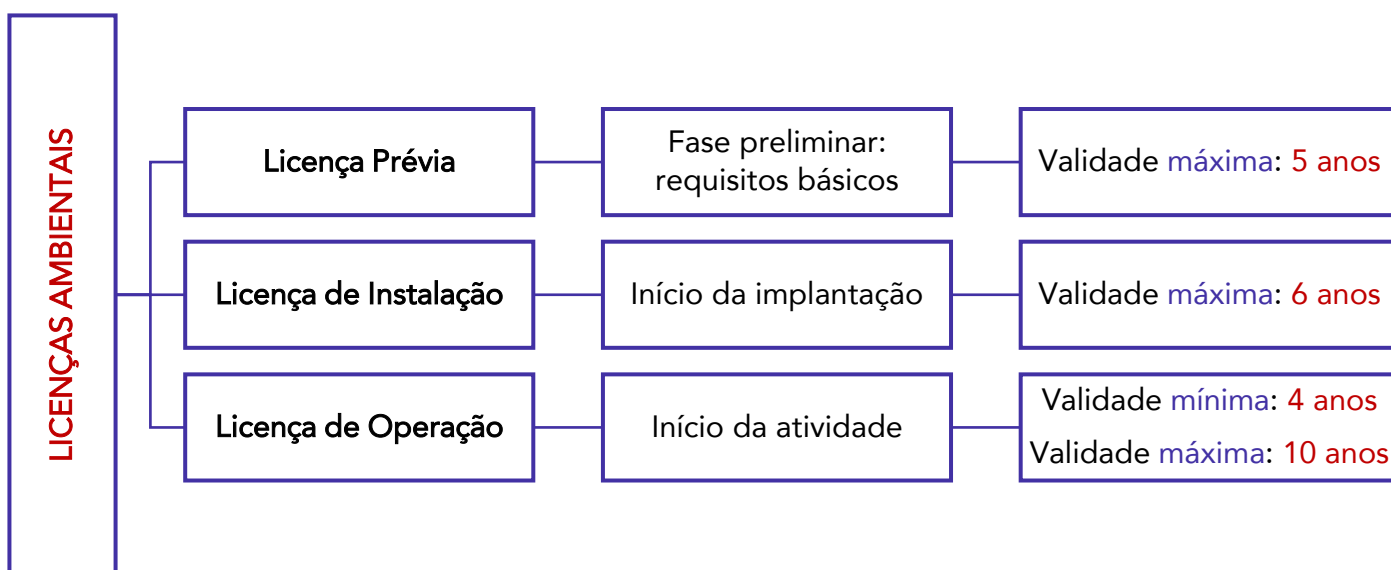 LICENÇAS AMBIENTAIS
Licença Prévia
Fase preliminar:
requisitos básicos
Validade máxima: 5 anos
Licença de Instalação
Início da implantação
Validade máxima: 6 anos
Licença de Operação
Início da atividade
Validade mínima: 4 anos
Validade máxima: 10 anos